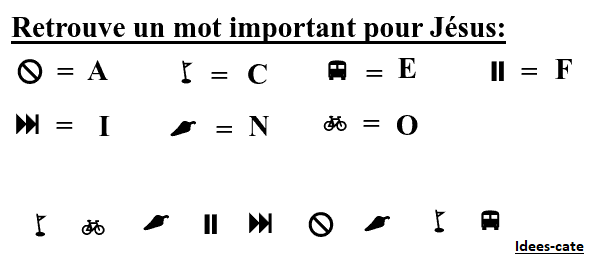 Retrouve un mot important pour Jésus:
= A = C = E = F
= I = N = O
Idees-cate